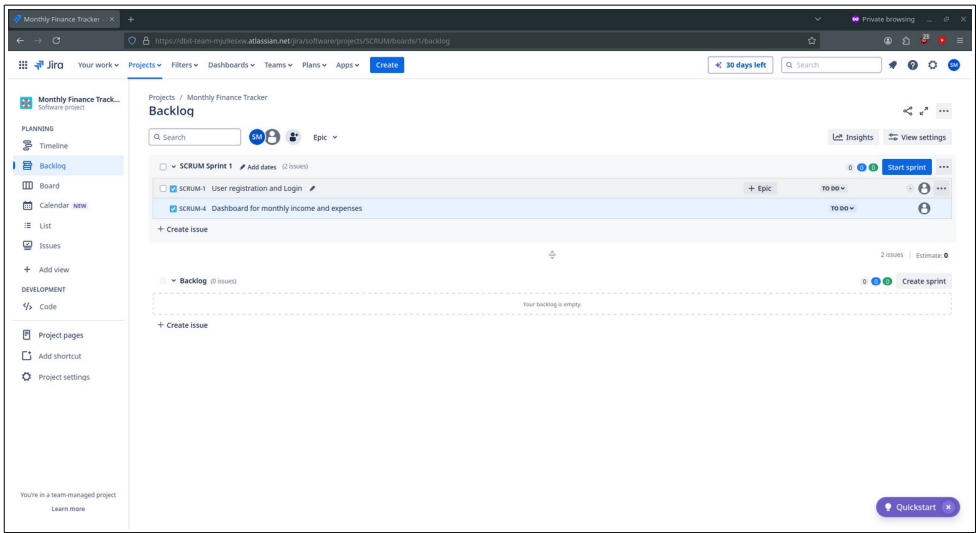 Monthly Finance Tracker -
Private browsing
https://dbit-team-mju9esxw.atlassian.net/jira/software/projects/SCRUM/boards/1/backlog
23
Jira Your work Projects Filters Dashboards Teams Plans Apps Create 30 days left Search SM
Monthly Finance Track...
Software project
PLANNING
Timeline
Backlog
Board
Calendar NEW
List
Issues
Add view
DEVELOPMENT
Code
Project pages
Add shortcut
Project settings
You're in a team-managed project
Learn more
Projects / Monthly Finance Tracker
Backlog
Search SM Epic Insights View settings
SCRUM Sprint 1 Add dates (2 issues) 0 0 0 Start sprint
SCRUM-1 User registration and Login + Epic TO DO -
SCRUM-4 Dashboard for monthly income and expenses TO DO
+ Create issue
2 issues | Estimate: 0
Backlog (0 issues) 0 0 0 Create sprint
Your backlog is empty.
+ Create issue
Quickstart